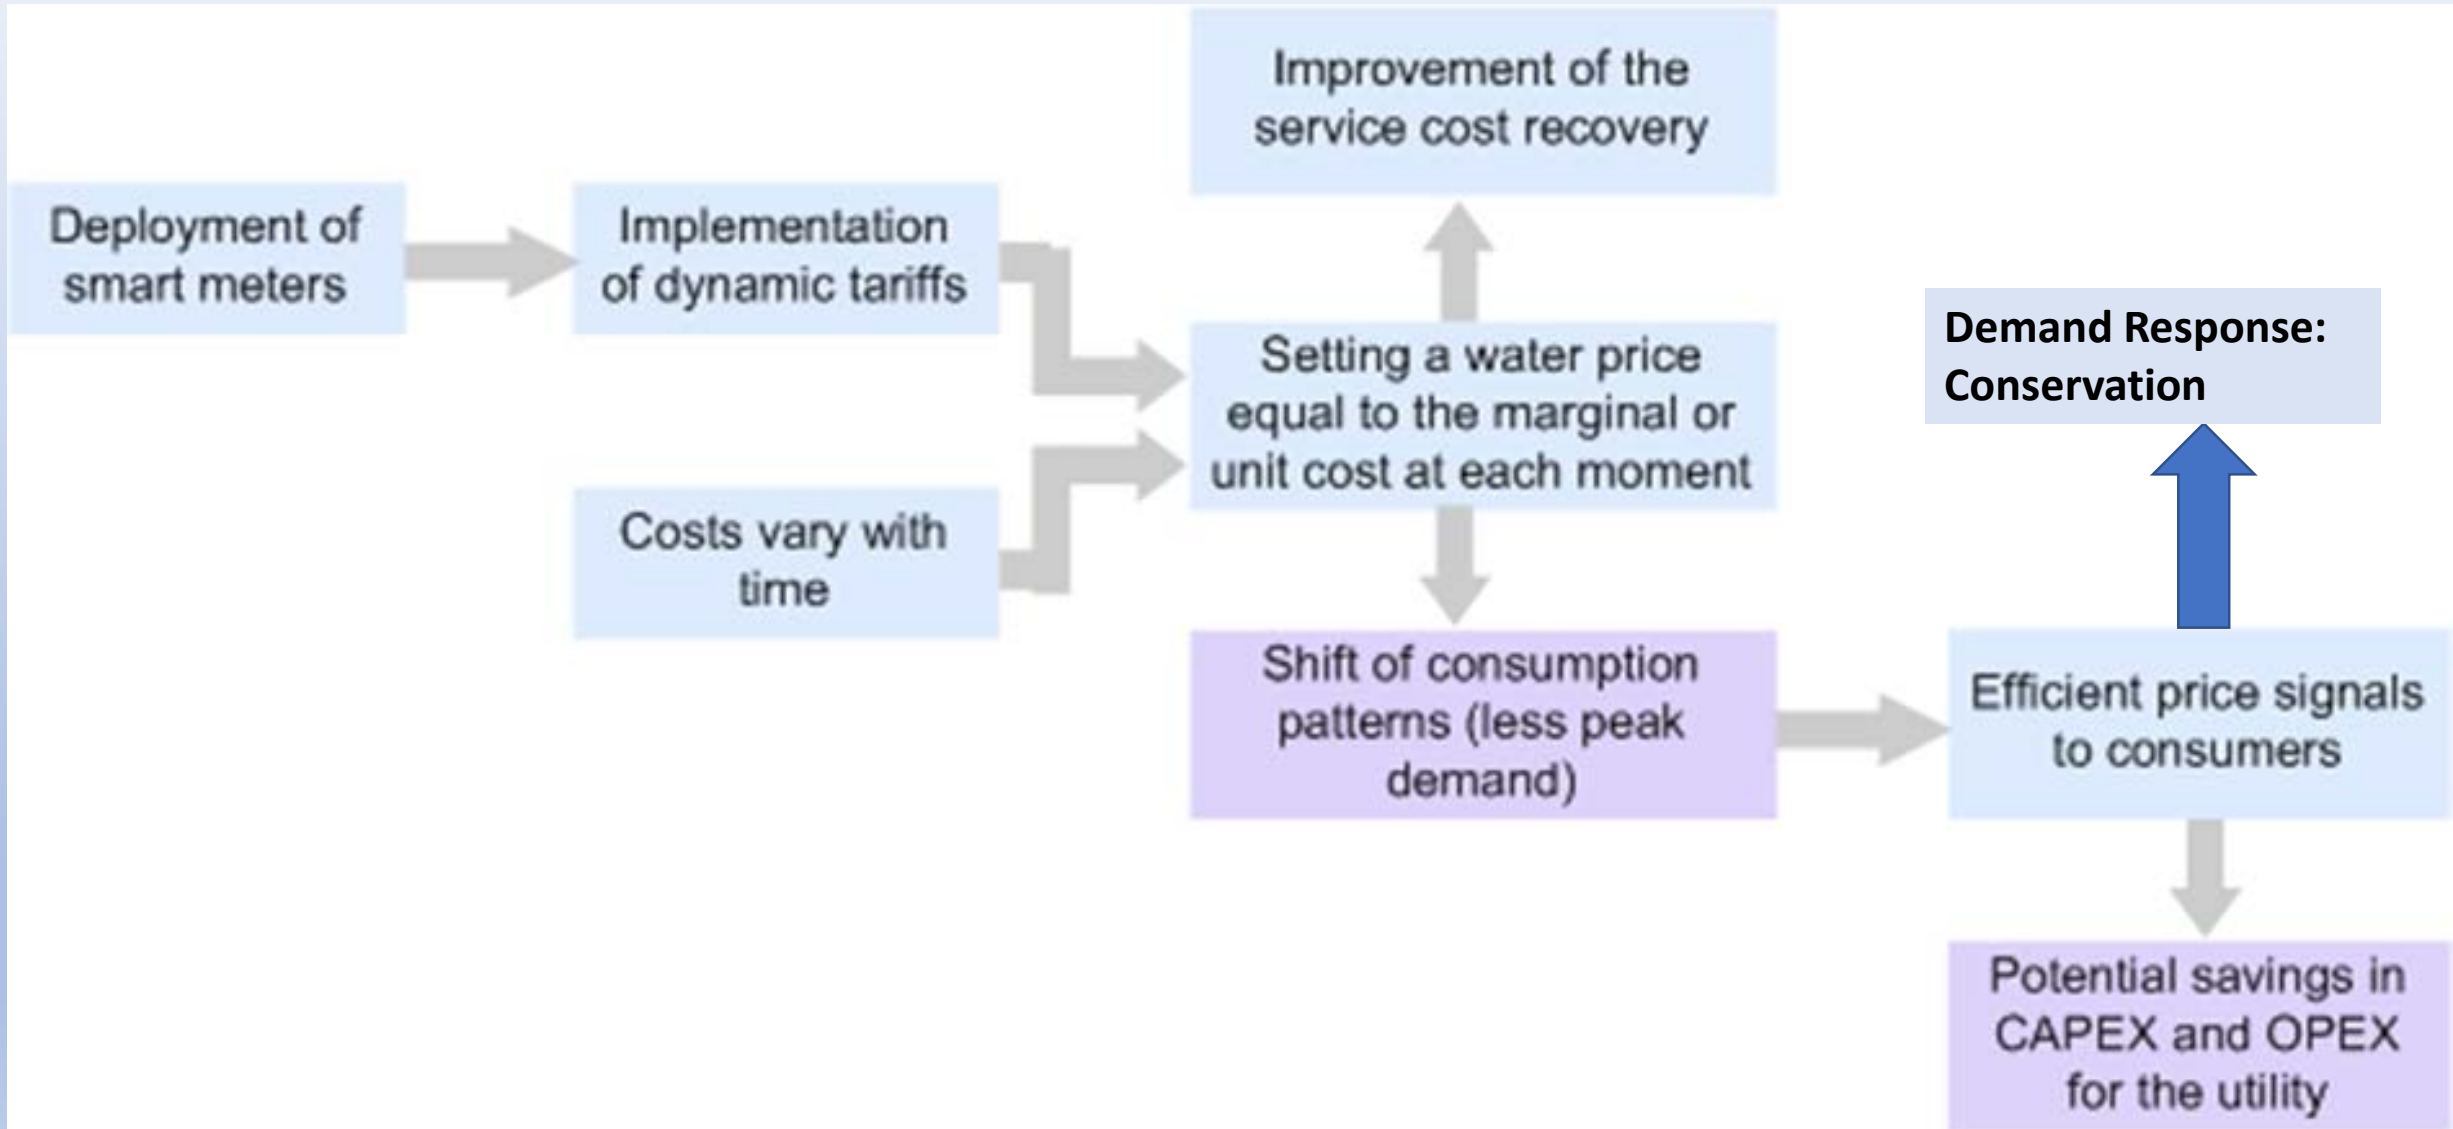 Improvement of the
service cost recovery
Deployment of
smart meters
Implementation
of dynamic tariffs
Demand Response:
Conservation
Setting a water price
equal to the marginal or
unit cost at each moment
Costs vary with
time
Shift of consumption
patterns (less peak
demand)
Efficient price signals
to consumers
Potential savings in
CAPEX and OPEX
for the utility